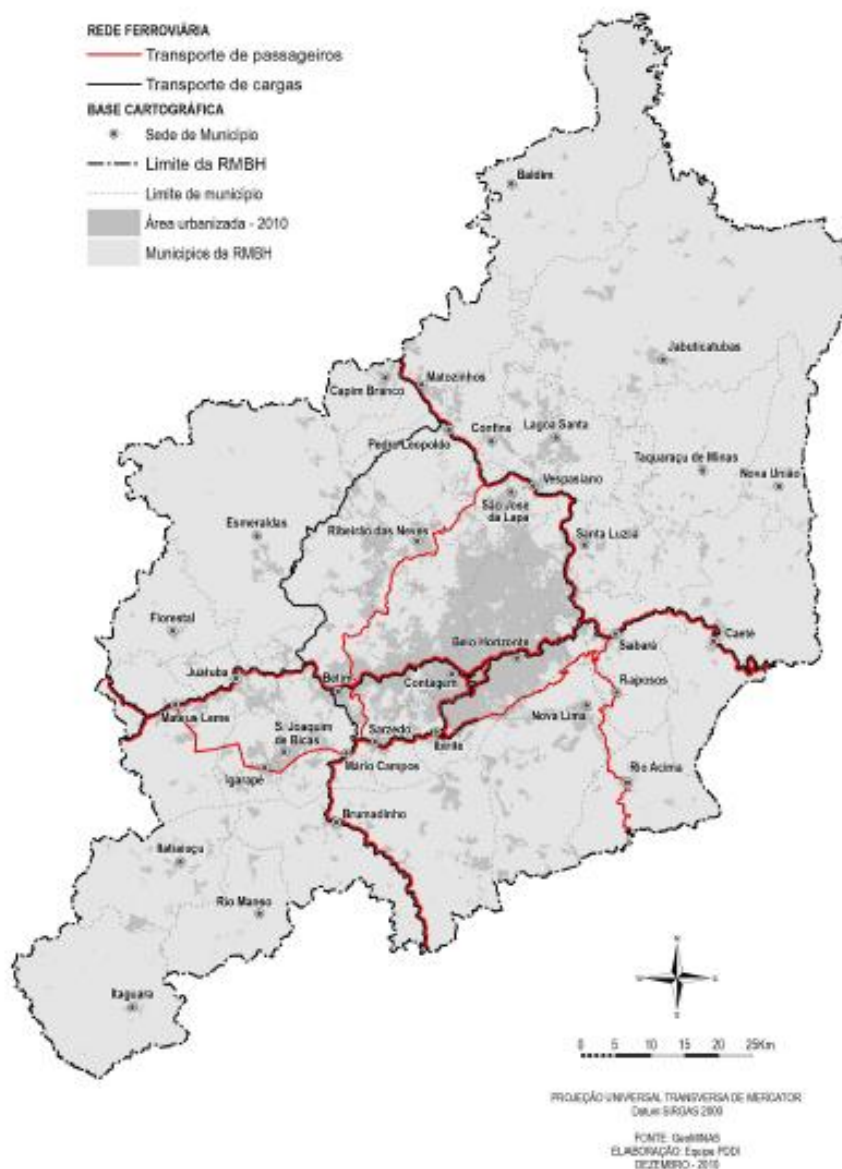 REDE FERROVIÁRIA
Transporte de passageiros
Transporte de cargas
BASE CARTOGRÁFICA
Sede de Município
Limite da RMBH
Limite de município
Área urbanizada - 2010
Municípios da RMBH
Baldim
Jabuticatubas
Matozinhos
Capim Branco
Pedro Leopoldo
Confins
Lagoa Santa
Taquaraçu de Minas
Nova União
Vespasiano
São José
da Lapa
Esmeraldas
Ribeirão das Neves
Santa Luzia
Florestal
Belo Horizonte
Sabará
Caeté
Juatuba
Betim
Contagem
Raposos
Mateus Leme
S. Joaquim
de Bicas
Sarzedo
Ibirité
Nova Lima
Igarapé
Mário Campos
Rio Acima
Brumadinho
Itatiaiuçu
Rio Manso
Itaguara
N
0 5 10 15 20 25Km
PROJEÇÃO UNIVERSAL TRANSVERSA DE MERCATOR
Datum SIRGAS 2000
FONTE: GeoMINAS
ELABORAÇÃO: Equipe PDDI
DEZEMBRO - 2010